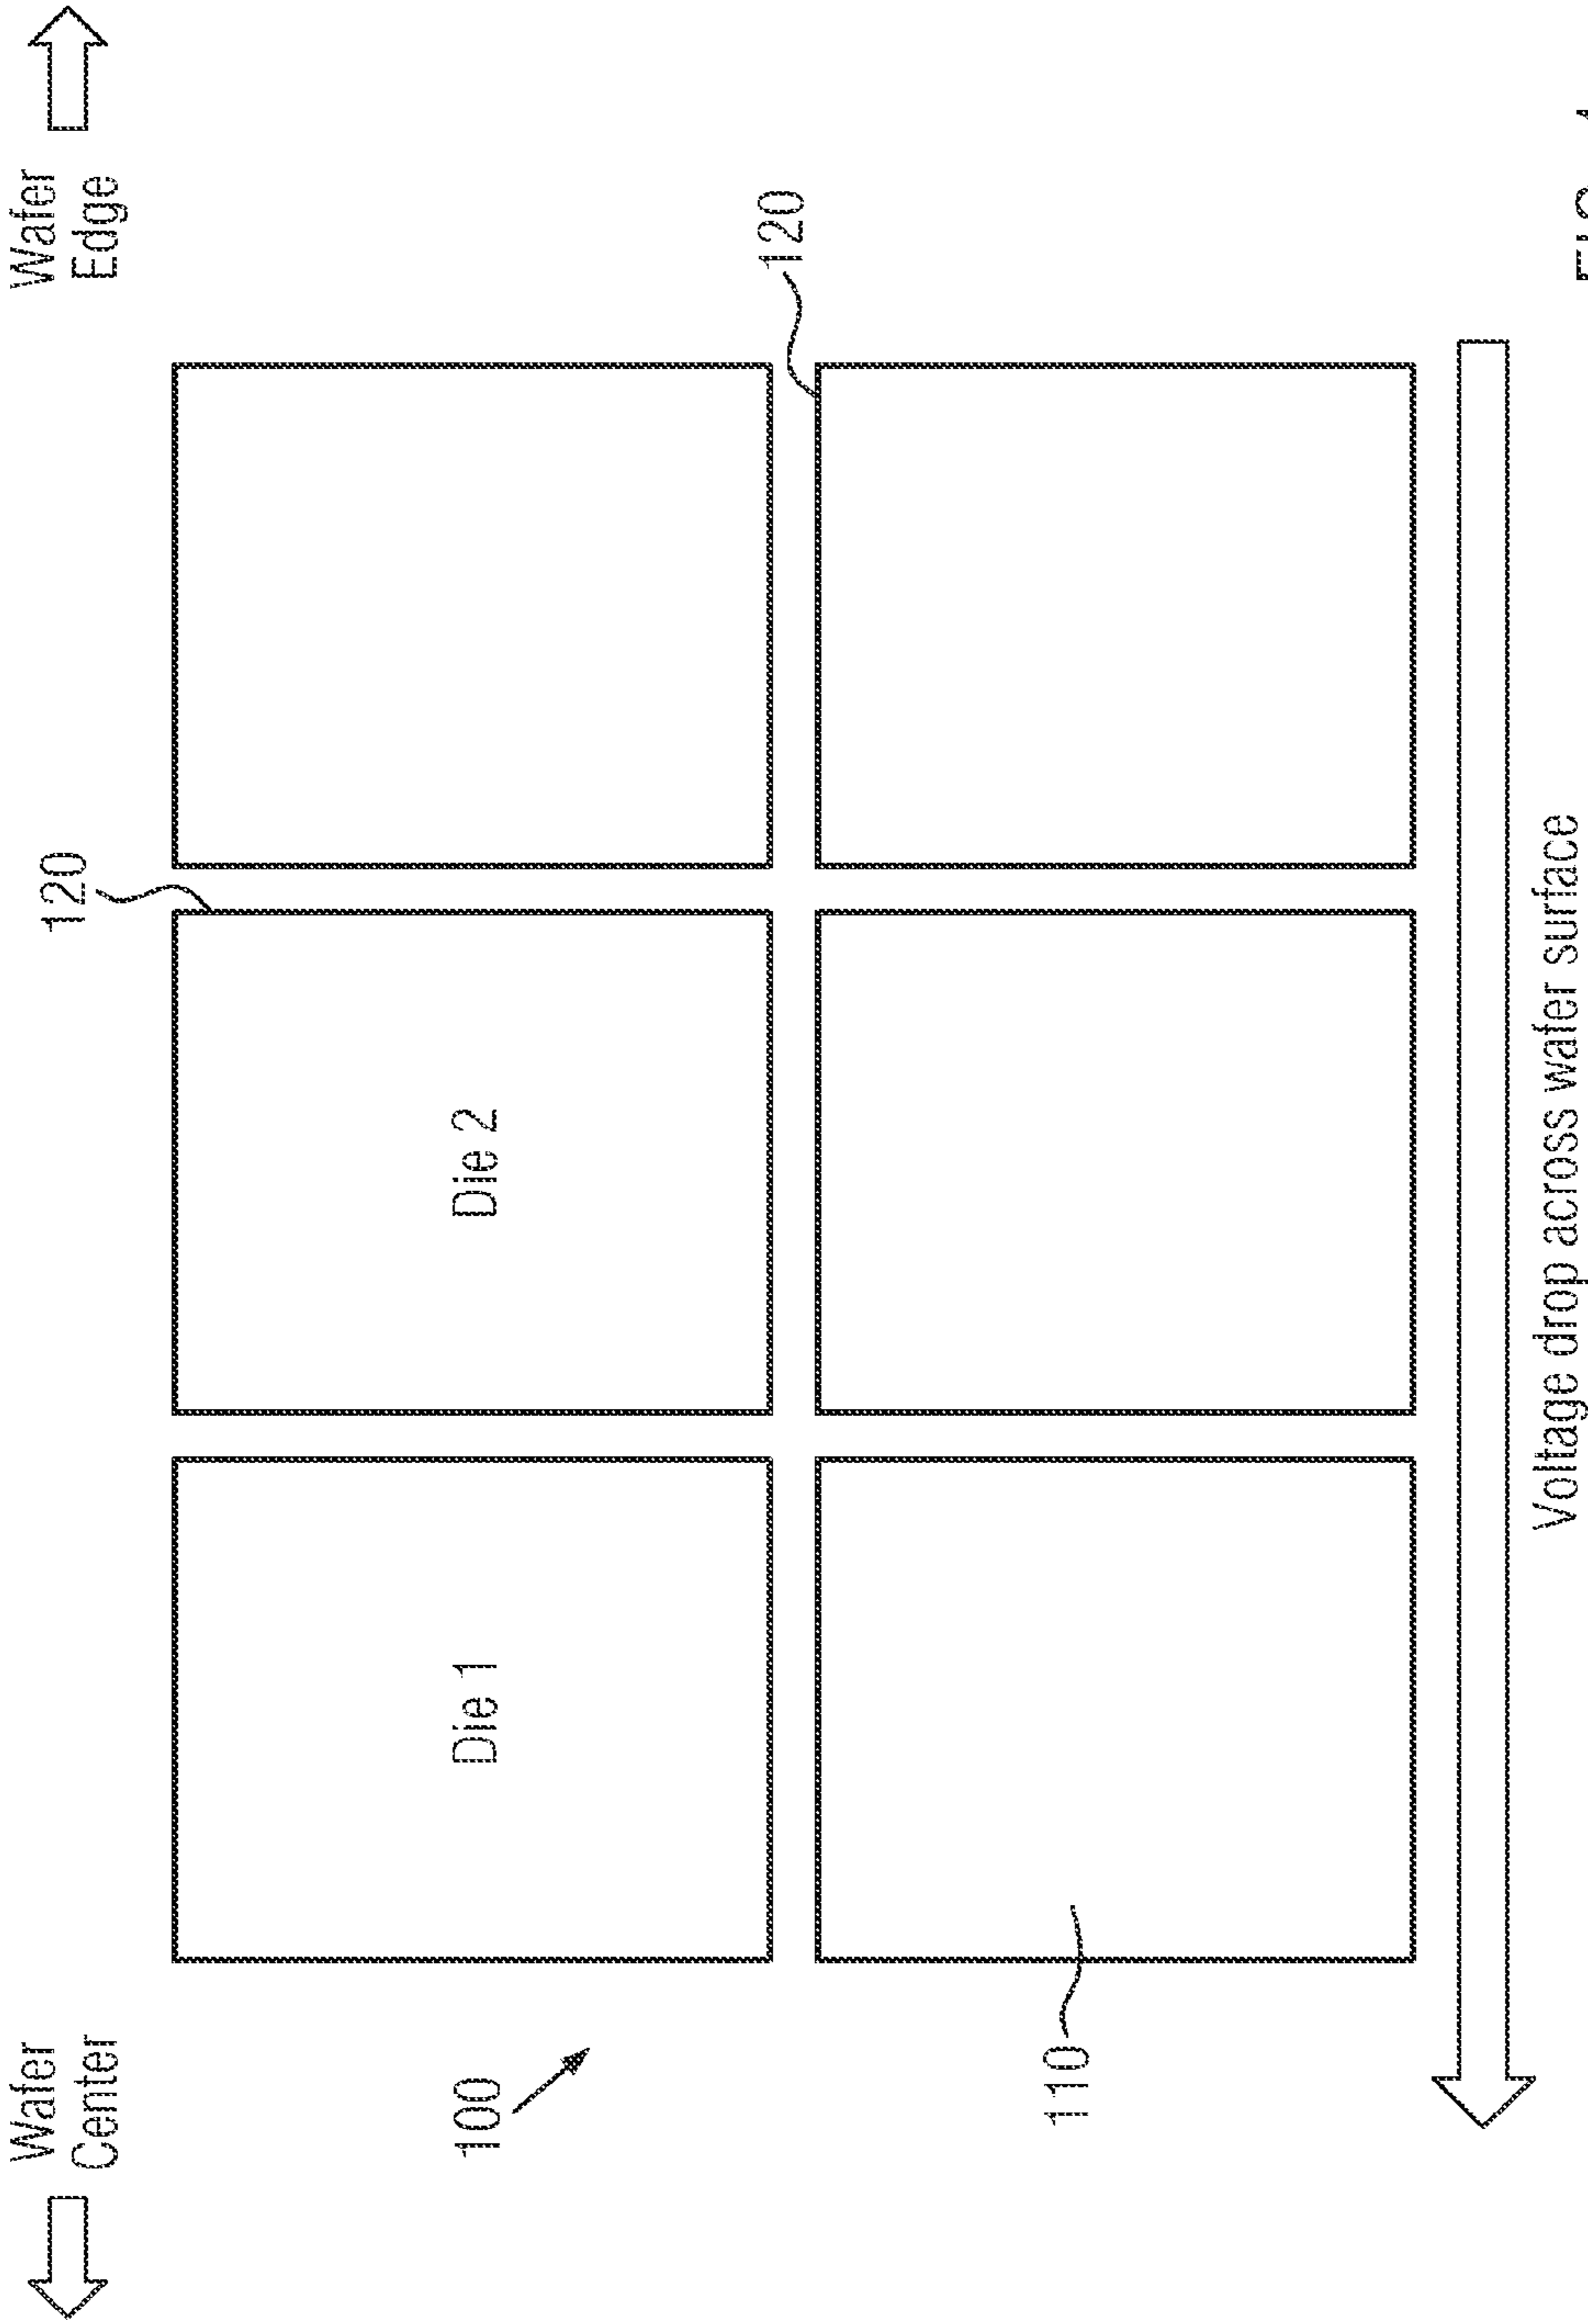 Wafer
Center
120
Wafer
Edge
100
Die 1
Die 2
120
110
Voltage drop across wafer surface